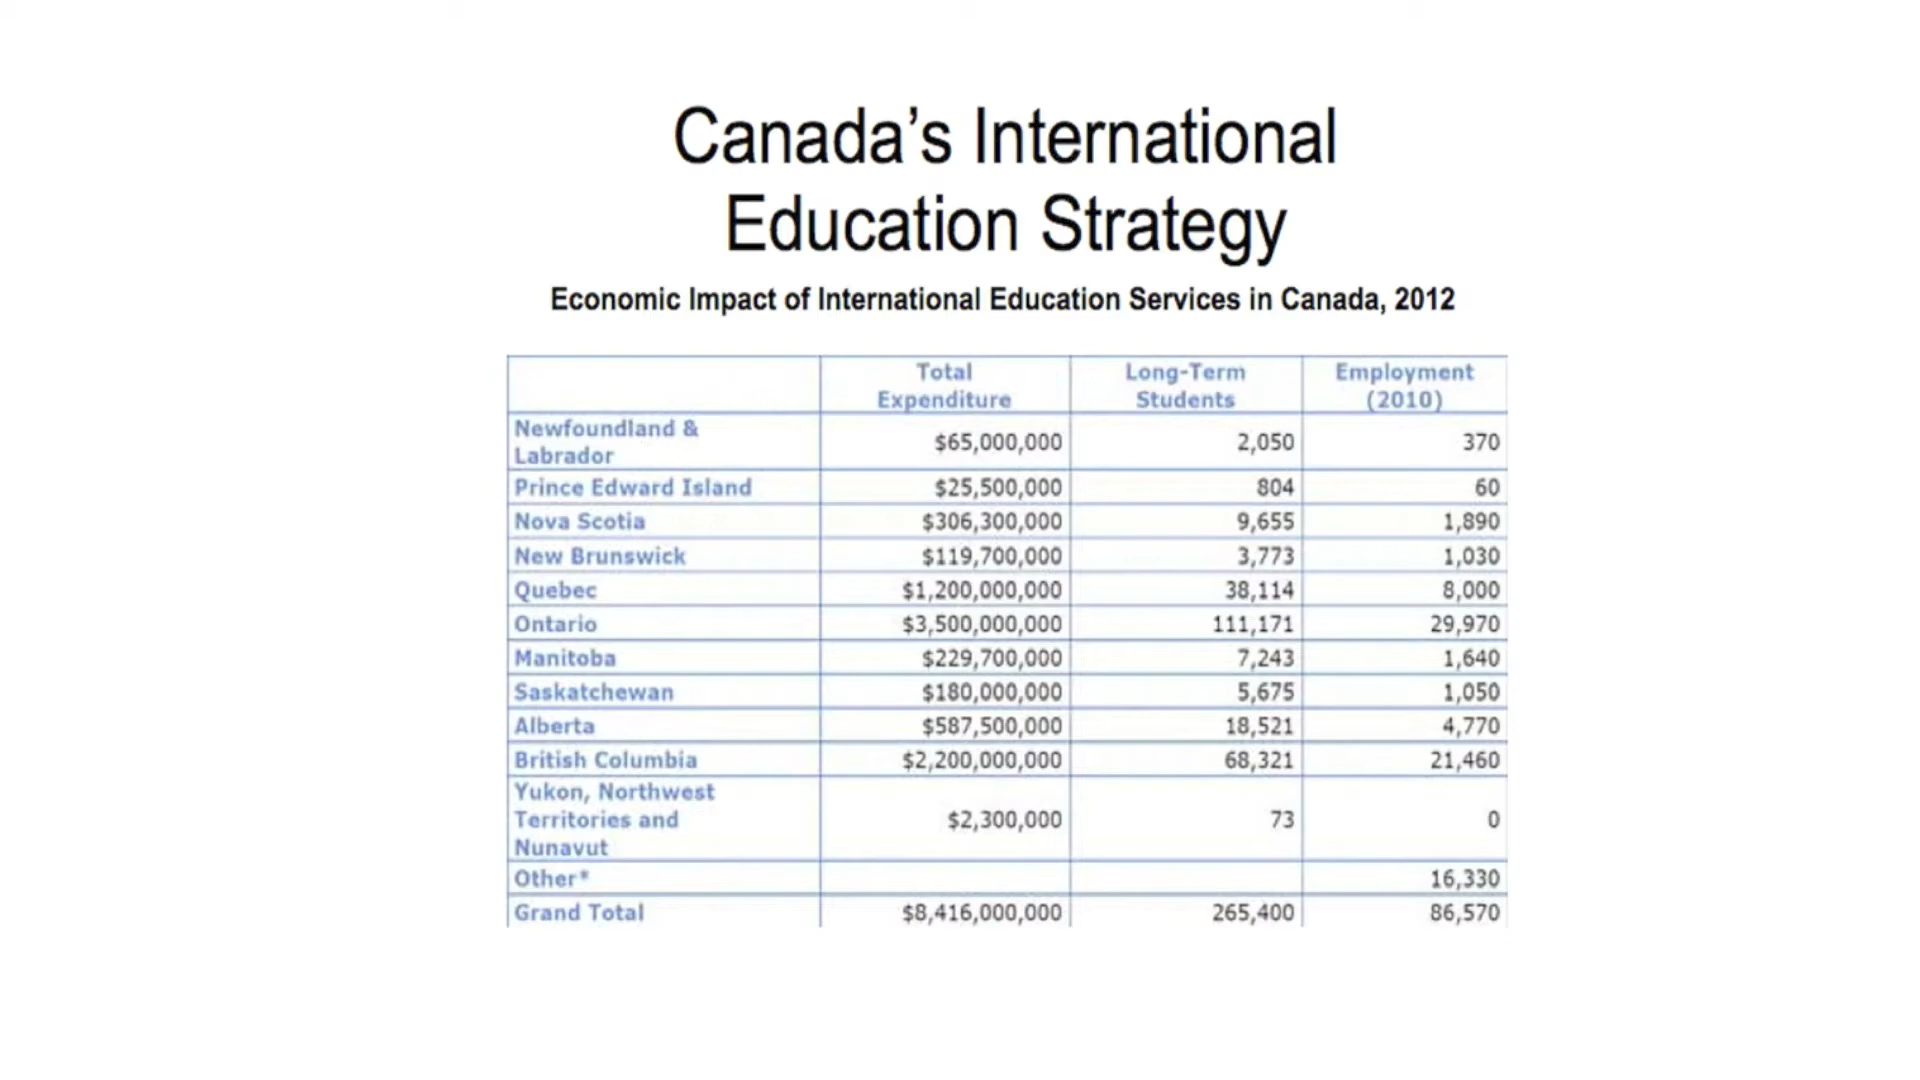 Canada’s International
Education Strategy
Economic Impact of International Education Services in Canada, 2012
Total Expenditure Long-Term Students Employment (2010)
Newfoundland & Labrador $65,000,000 2,050 370
Prince Edward Island $25,500,000 804 60
Nova Scotia $306,300,000 9,655 1,890
New Brunswick $119,700,000 3,773 1,030
Quebec $1,200,000,000 38,114 8,000
Ontario $3,500,000,000 111,171 29,970
Manitoba $229,700,000 7,243 1,640
Saskatchewan $180,000,000 5,675 1,050
Alberta $587,500,000 18,521 4,770
British Columbia $2,200,000,000 68,321 21,460
Yukon, Northwest Territories and Nunavut $2,300,000 73 0
Other* 16,330
Grand Total $8,416,000,000 265,400 86,570